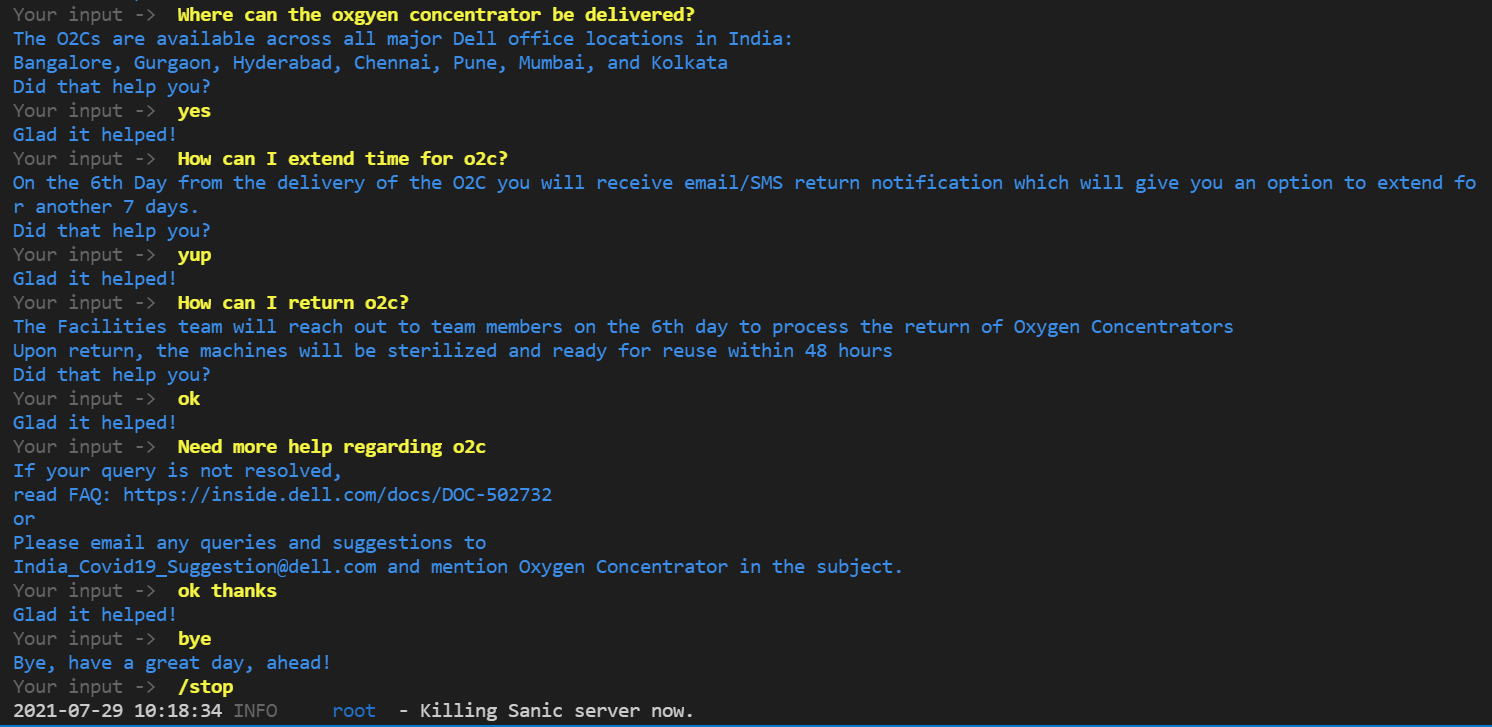 Your input ->  Where can the oxgyen concentrator be delivered?
The O2Cs are available across all major Dell office locations in India:
Bangalore, Gurgaon, Hyderabad, Chennai, Pune, Mumbai, and Kolkata
Did that help you?
Your input ->  yes
Glad it helped!
Your input ->  How can I extend time for o2c?
On the 6th Day from the delivery of the O2C you will receive email/SMS return notification which will give you an option to extend fo
r another 7 days.
Did that help you?
Your input ->  yup
Glad it helped!
Your input ->  How can I return o2c?
The Facilities team will reach out to team members on the 6th day to process the return of Oxygen Concentrators
Upon return, the machines will be sterilized and ready for reuse within 48 hours
Did that help you?
Your input ->  ok
Glad it helped!
Your input ->  Need more help regarding o2c
If your query is not resolved,
read FAQ: https://inside.dell.com/docs/DOC-502732
or
Please email any queries and suggestions to
India_Covid19_Suggestion@dell.com and mention Oxygen Concentrator in the subject.
Your input ->  ok thanks
Glad it helped!
Your input ->  bye
Bye, have a great day, ahead!
Your input ->  /stop
2021-07-29 10:18:34 INFO     root  - Killing Sanic server now.